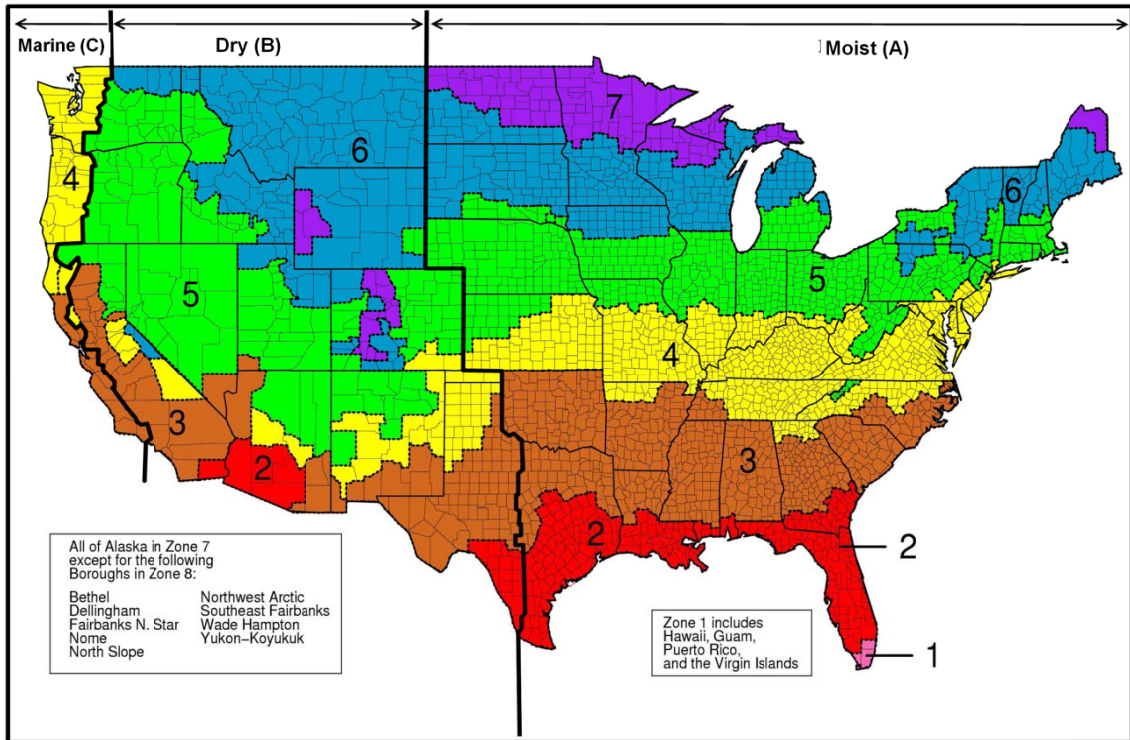 Marine (C)
Dry (B)
Moist (A)
7
6
6
4
5
5
4
3
3
2
2
2
1
All of Alaska in Zone 7
except for the following
Boroughs in Zone 8:
Bethel
Dellingham
Fairbanks N. Star
Nome
North Slope
Northwest Arctic
Southeast Fairbanks
Wade Hampton
Yukon-Koyukuk
Zone 1 includes
Hawaii, Guam,
Puerto Rico,
and the Virgin Islands